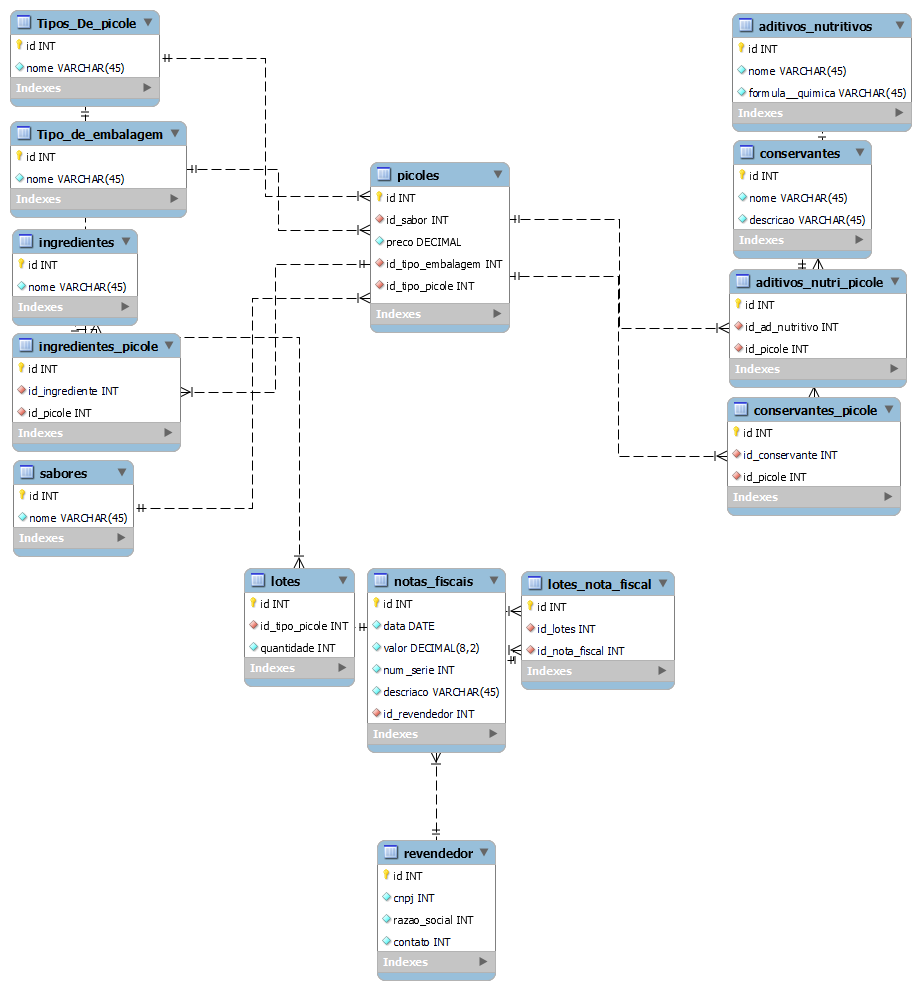 Tipos_De_picole
id INT
nome VARCHAR(45)
Indexes
Tipo_de_embalagem
id INT
nome VARCHAR(45)
Indexes
ingredientes
id INT
nome VARCHAR(45)
Indexes
ingredientes_picole
id INT
id_ingrediente INT
id_picole INT
Indexes
sabores
id INT
nome VARCHAR(45)
Indexes
picoles
id INT
id_sabor INT
preco DECIMAL
id_tipo_embalagem INT
id_tipo_picole INT
Indexes
aditivos_nutritivos
id INT
nome VARCHAR(45)
formula__quimica VARCHAR(45)
Indexes
conservantes
id INT
nome VARCHAR(45)
descricao VARCHAR(45)
Indexes
aditivos_nutri_picole
id INT
id_ad_nutritivo INT
id_picole INT
Indexes
conservantes_picole
id INT
id_conservante INT
id_picole INT
Indexes
lotes
id INT
id_tipo_picole INT
quantidade INT
Indexes
notas_fiscais
id INT
data DATE
valor DECIMAL(8,2)
num_serie INT
descriaco VARCHAR(45)
id_revendedor INT
Indexes
lotes_nota_fiscal
id INT
id_lotes INT
id_nota_fiscal INT
Indexes
revendedor
id INT
cnpj INT
razao_social INT
contato INT
Indexes